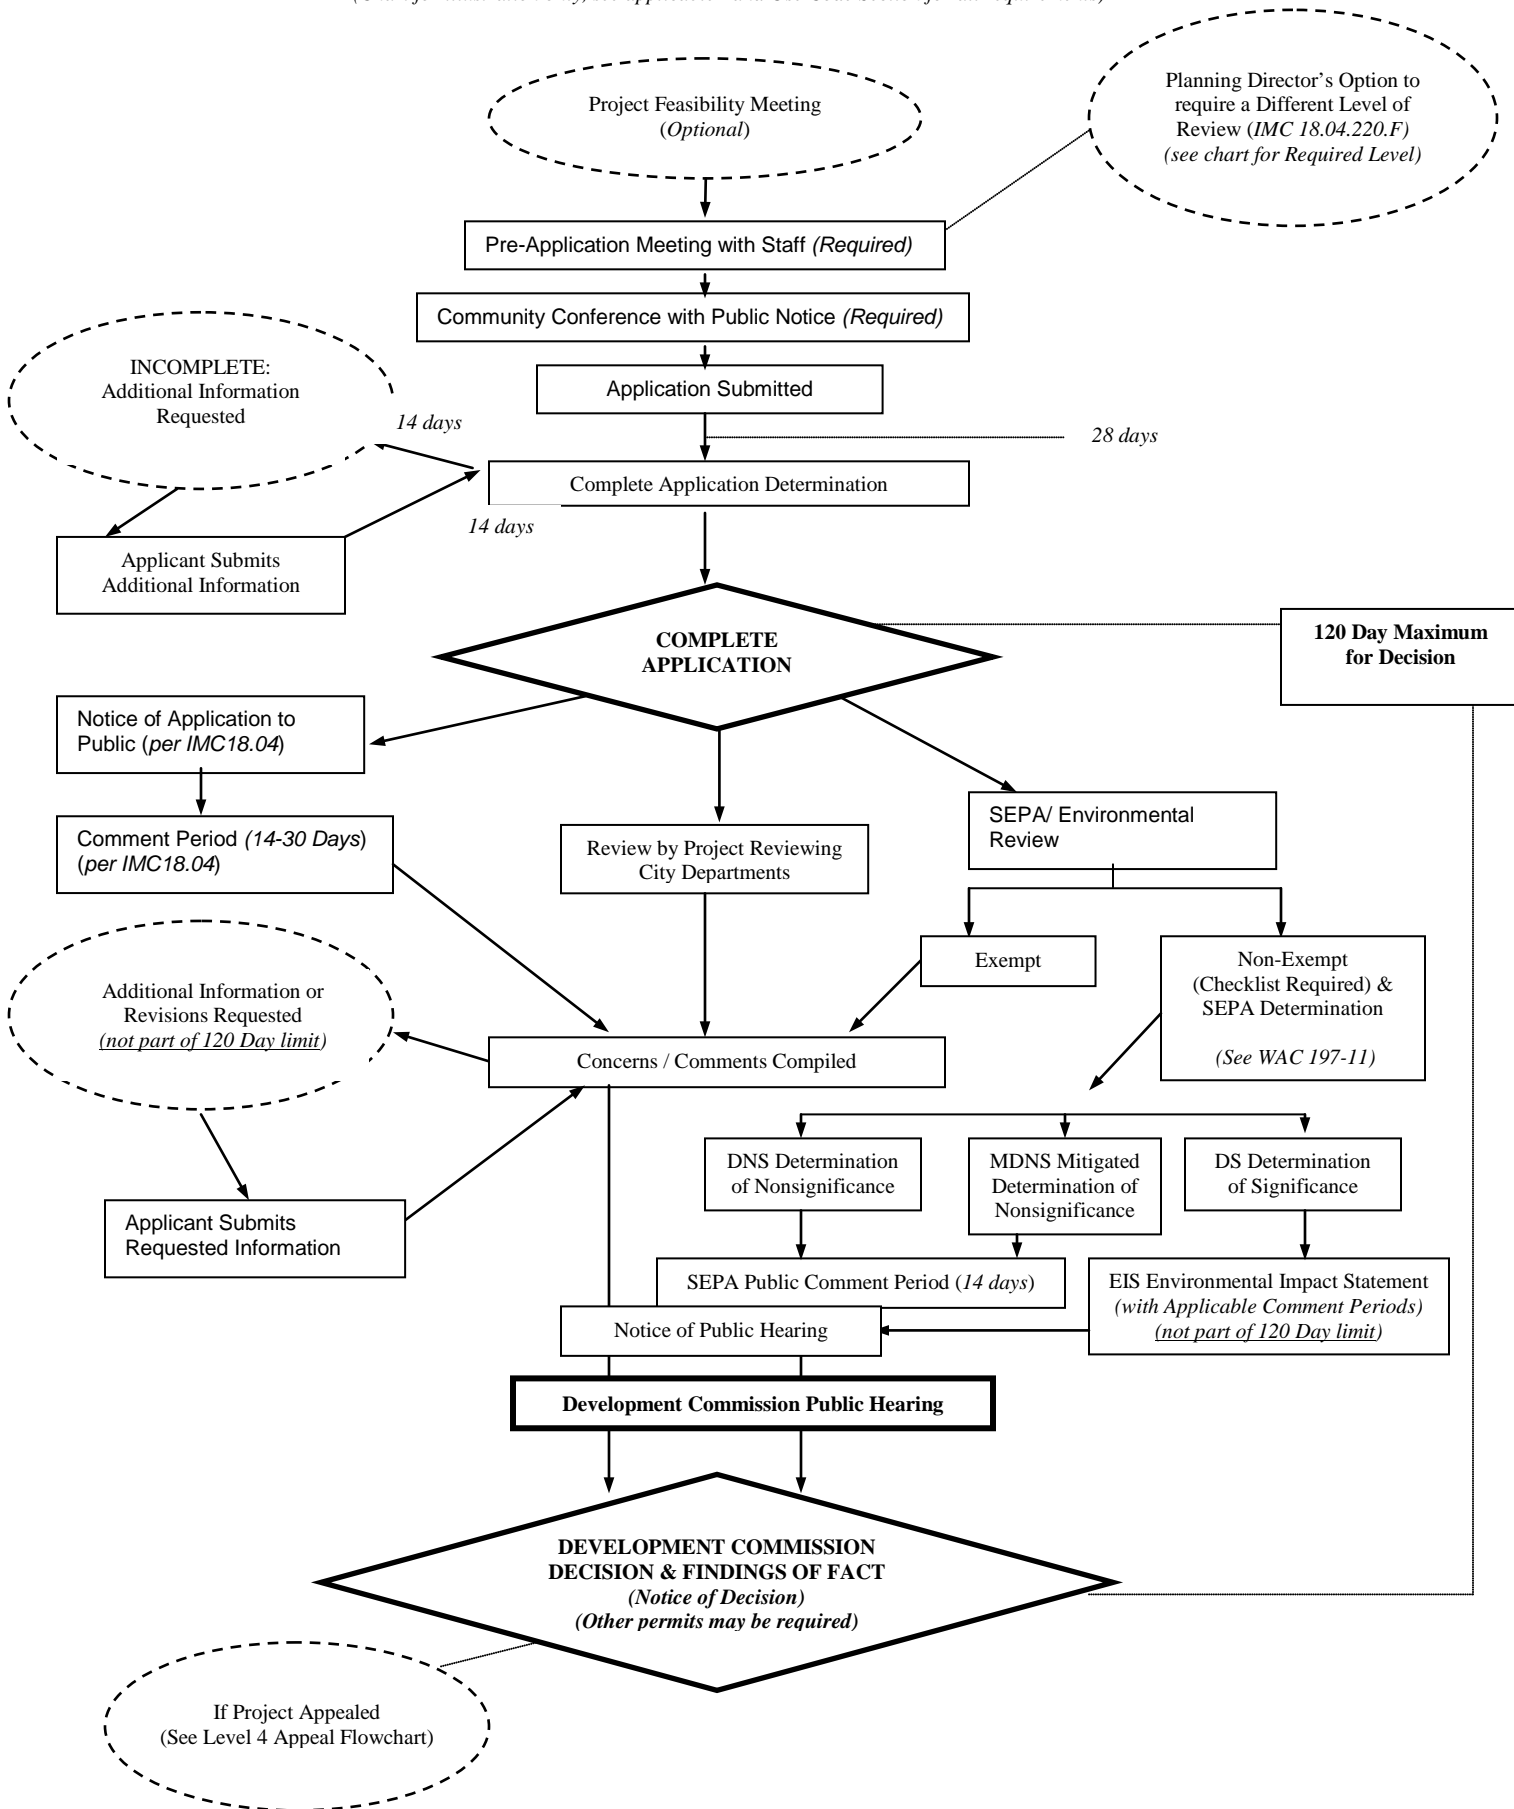 Project Feasibility Meeting
(Optional)
Planning Director's Option to
require a Different Level of
Review (IMC 18.04.220.F)
(see chart for Required Level)
Pre-Application Meeting with Staff (Required)
Community Conference with Public Notice (Required)
INCOMPLETE:
Additional Information
Requested
Application Submitted
14 days
28 days
Complete Application Determination
14 days
Applicant Submits
Additional Information
COMPLETE
APPLICATION
120 Day Maximum
for Decision
Notice of Application to
Public (per IMC18.04)
Comment Period (14-30 Days)
(per IMC18.04)
Review by Project Reviewing
City Departments
SEPA/ Environmental
Review
Exempt
Non-Exempt
(Checklist Required) &
SEPA Determination
(See WAC 197-11)
Additional Information or
Revisions Requested
(not part of 120 Day limit)
Concerns / Comments Compiled
DNS Determination
of Nonsignificance
MDNS Mitigated
Determination of
Nonsignificance
DS Determination
of Significance
Applicant Submits
Requested Information
SEPA Public Comment Period (14 days)
EIS Environmental Impact Statement
(with Applicable Comment Periods)
(not part of 120 Day limit)
Notice of Public Hearing
Development Commission Public Hearing
DEVELOPMENT COMMISSION
DECISION & FINDINGS OF FACT
(Notice of Decision)
(Other permits may be required)
If Project Appealed
(See Level 4 Appeal Flowchart)